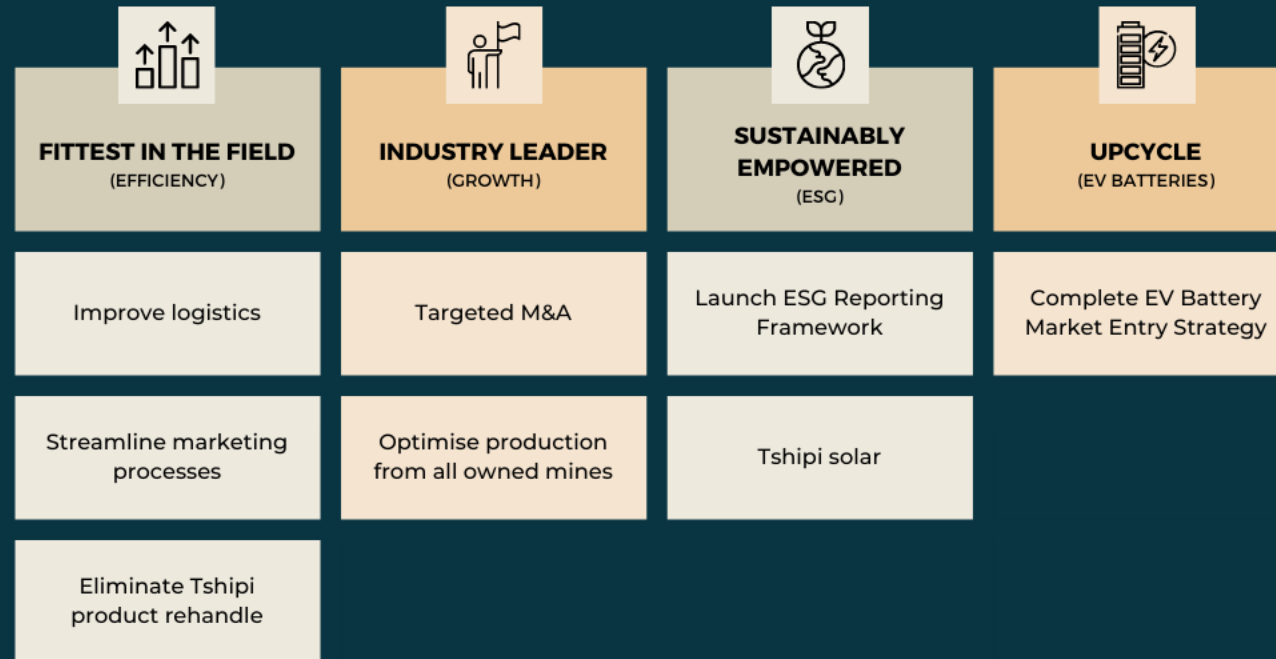 FITTEST IN THE FIELD
(EFFICIENCY)
Improve logistics
Streamline marketing
processes
Eliminate Tshipi
product rehandle
INDUSTRY LEADER
(GROWTH)
Targeted M&A
Optimise production
from all owned mines
SUSTAINABLY
EMPOWERED
(ESG)
Launch ESG Reporting
Framework
Tshipi solar
UPCYCLE
(EV BATTERIES)
Complete EV Battery
Market Entry Strategy